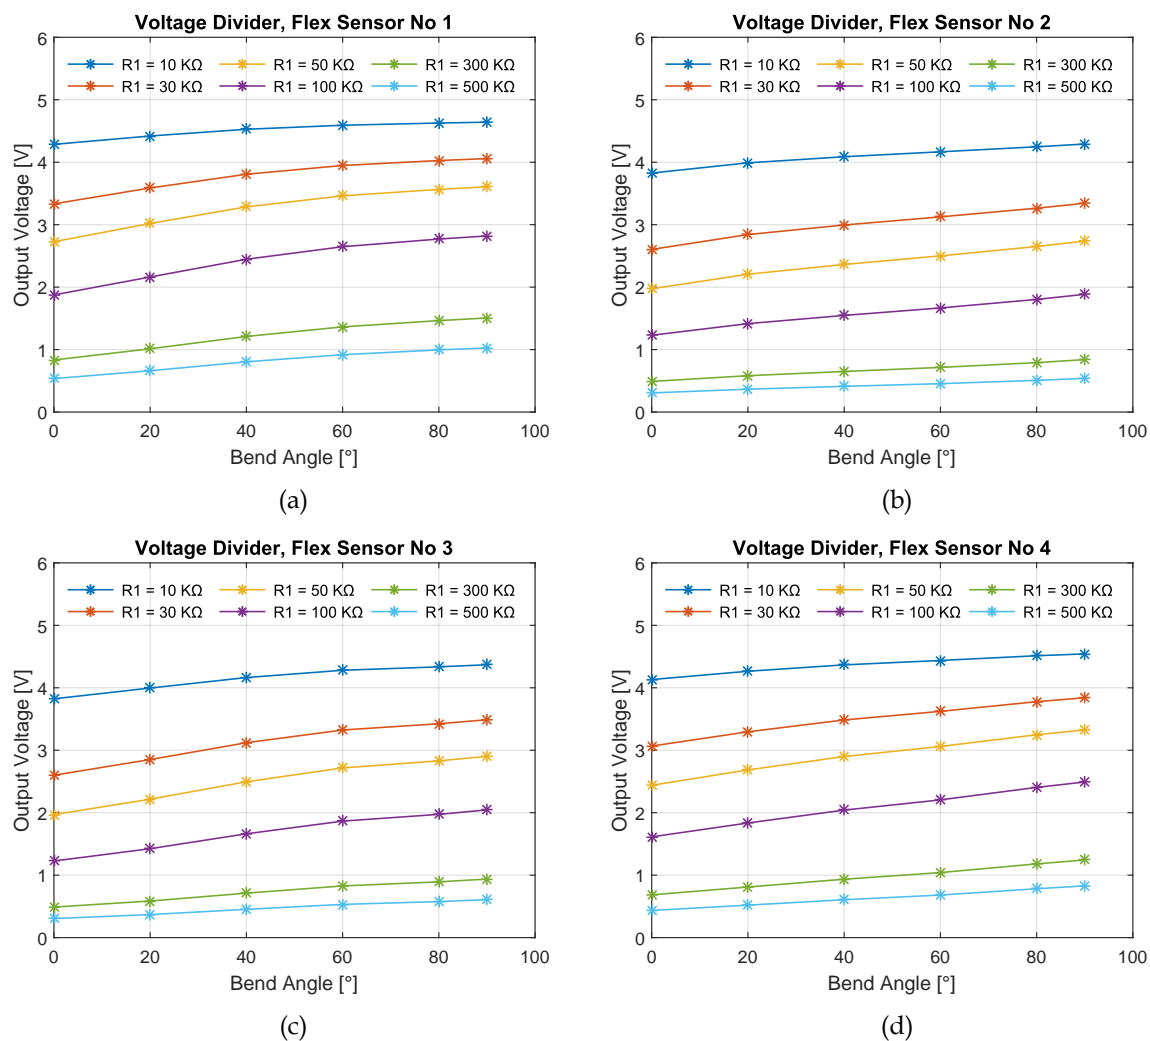 Voltage Divider, Flex Sensor No 1
R1 = 10 KΩ R1 = 50 KΩ R1 = 300 KΩ
R1 = 30 KΩ R1 = 100 KΩ R1 = 500 KΩ
Output Voltage [V]
6
5
4
3
2
1
0
0 20 40 60 80 100
Bend Angle [°]
(a)
Voltage Divider, Flex Sensor No 2
R1 = 10 KΩ R1 = 50 KΩ R1 = 300 KΩ
R1 = 30 KΩ R1 = 100 KΩ R1 = 500 KΩ
Output Voltage [V]
6
5
4
3
2
1
0
0 20 40 60 80 100
Bend Angle [°]
(b)
Voltage Divider, Flex Sensor No 3
R1 = 10 KΩ R1 = 50 KΩ R1 = 300 KΩ
R1 = 30 KΩ R1 = 100 KΩ R1 = 500 KΩ
Output Voltage [V]
6
5
4
3
2
1
0
0 20 40 60 80 100
Bend Angle [°]
(c)
Voltage Divider, Flex Sensor No 4
R1 = 10 KΩ R1 = 50 KΩ R1 = 300 KΩ
R1 = 30 KΩ R1 = 100 KΩ R1 = 500 KΩ
Output Voltage [V]
6
5
4
3
2
1
0
0 20 40 60 80 100
Bend Angle [°]
(d)